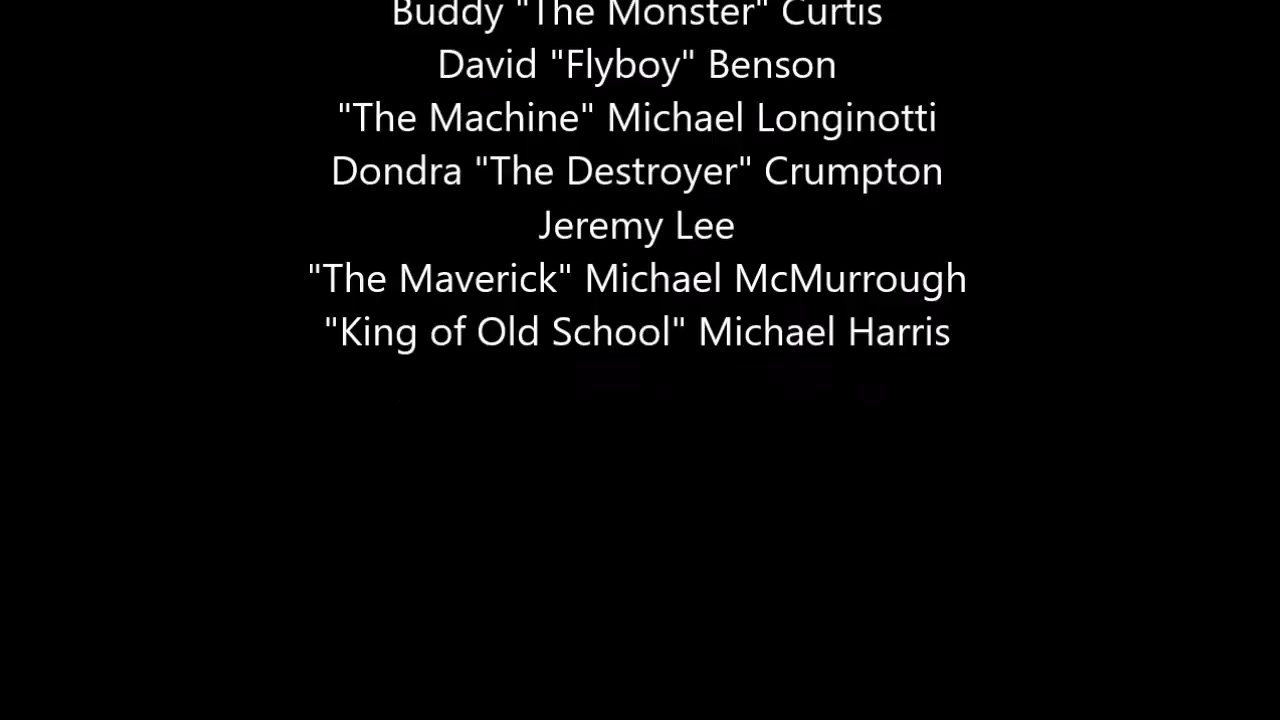 Buddy "The Monster" Curtis
David "Flyboy" Benson
"The Machine" Michael Longinotti
Dondra "The Destroyer" Crumpton
Jeremy Lee
"The Maverick" Michael McMurrough
"King of Old School" Michael Harris